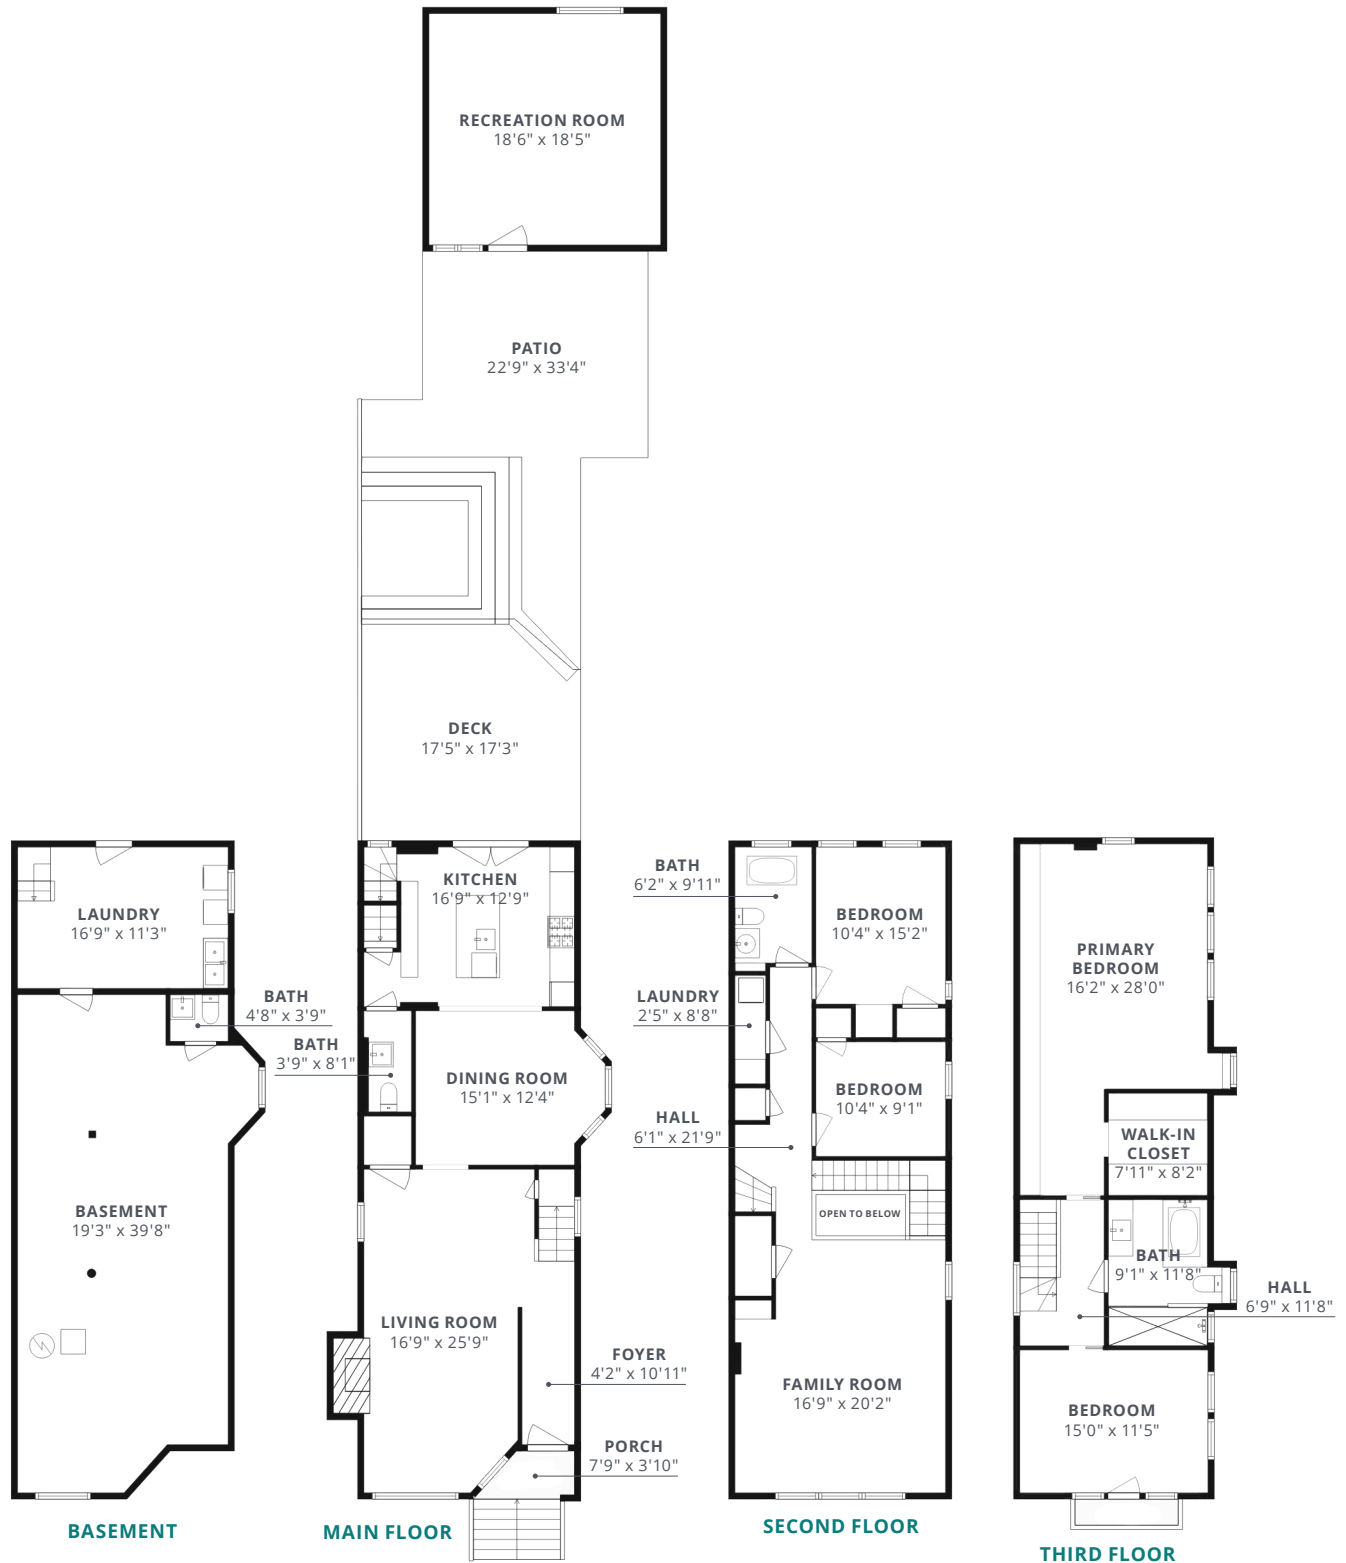 RECREATION ROOM
18'6" x 18'5"
PATIO
22'9" x 33'4"
DECK
17'5" x 17'3"
LAUNDRY
16'9" x 11'3"
BATH
4'8" x 3'9"
BASEMENT
19'3" x 39'8"
BASEMENT
KITCHEN
16'9" x 12'9"
BATH
3'9" x 8'1"
DINING ROOM
15'1" x 12'4"
LIVING ROOM
16'9" x 25'9"
FOYER
4'2" x 10'11"
PORCH
7'9" x 3'10"
MAIN FLOOR
BATH
6'2" x 9'11"
BEDROOM
10'4" x 15'2"
LAUNDRY
2'5" x 8'8"
BEDROOM
10'4" x 9'1"
HALL
6'1" x 21'9"
OPEN TO BELOW
FAMILY ROOM
16'9" x 20'2"
SECOND FLOOR
PRIMARY
BEDROOM
16'2" x 28'0"
WALK-IN
CLOSET
7'11" x 8'2"
BATH
9'1" x 11'8"
HALL
6'9" x 11'8"
BEDROOM
15'0" x 11'5"
THIRD FLOOR